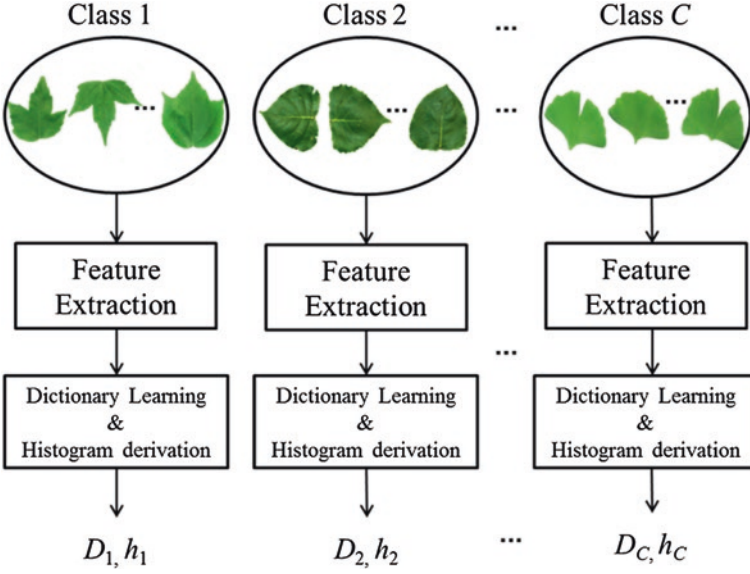 Class 1 Class 2 ... Class C
... ... ... ...
Feature Extraction Feature Extraction Feature Extraction
...
Dictionary Learning & Histogram derivation Dictionary Learning & Histogram derivation Dictionary Learning & Histogram derivation
D1, h1 D2, h2 ... DC, hC